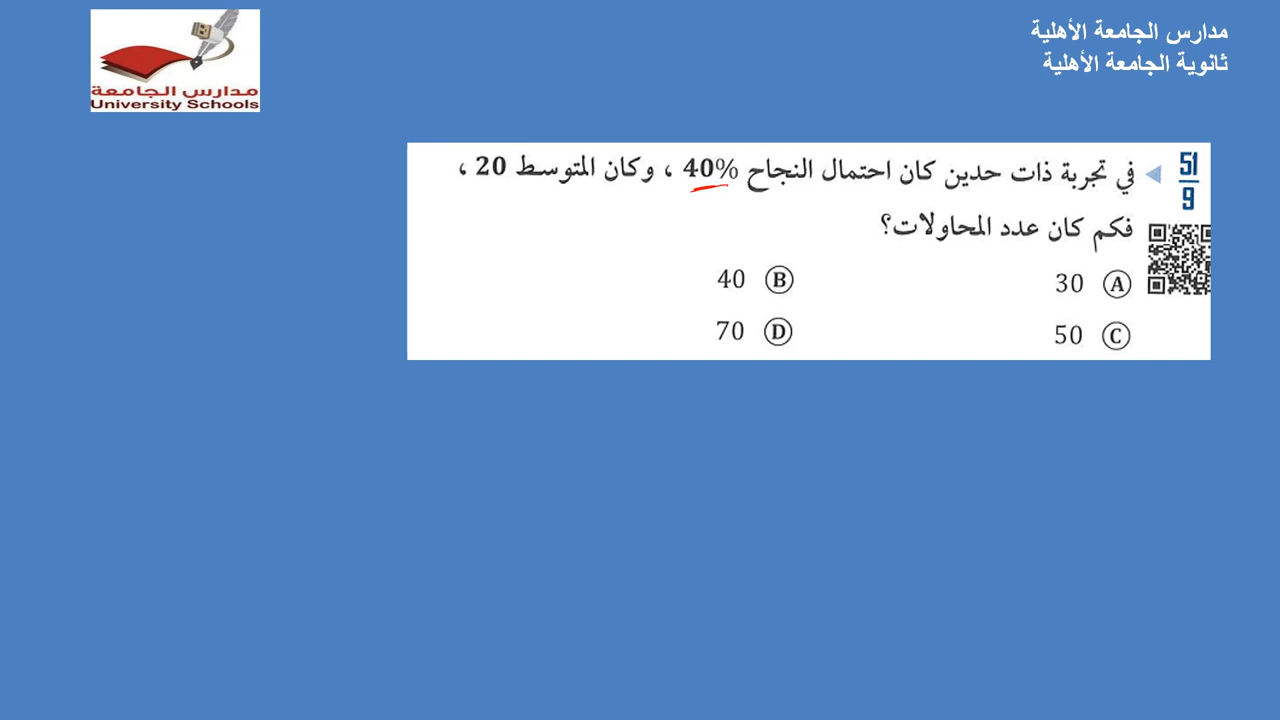 مدارس الجامعة الأهلية
ثانوية الجامعة الأهلية
مدارس الجامعة
University Schools
51
9
في تجربة ذات حدين كان احتمال النجاح 40% ، وكان المتوسط 20 ،
فكم كان عدد المحاولات؟
A 30
B 40
C 50
D 70